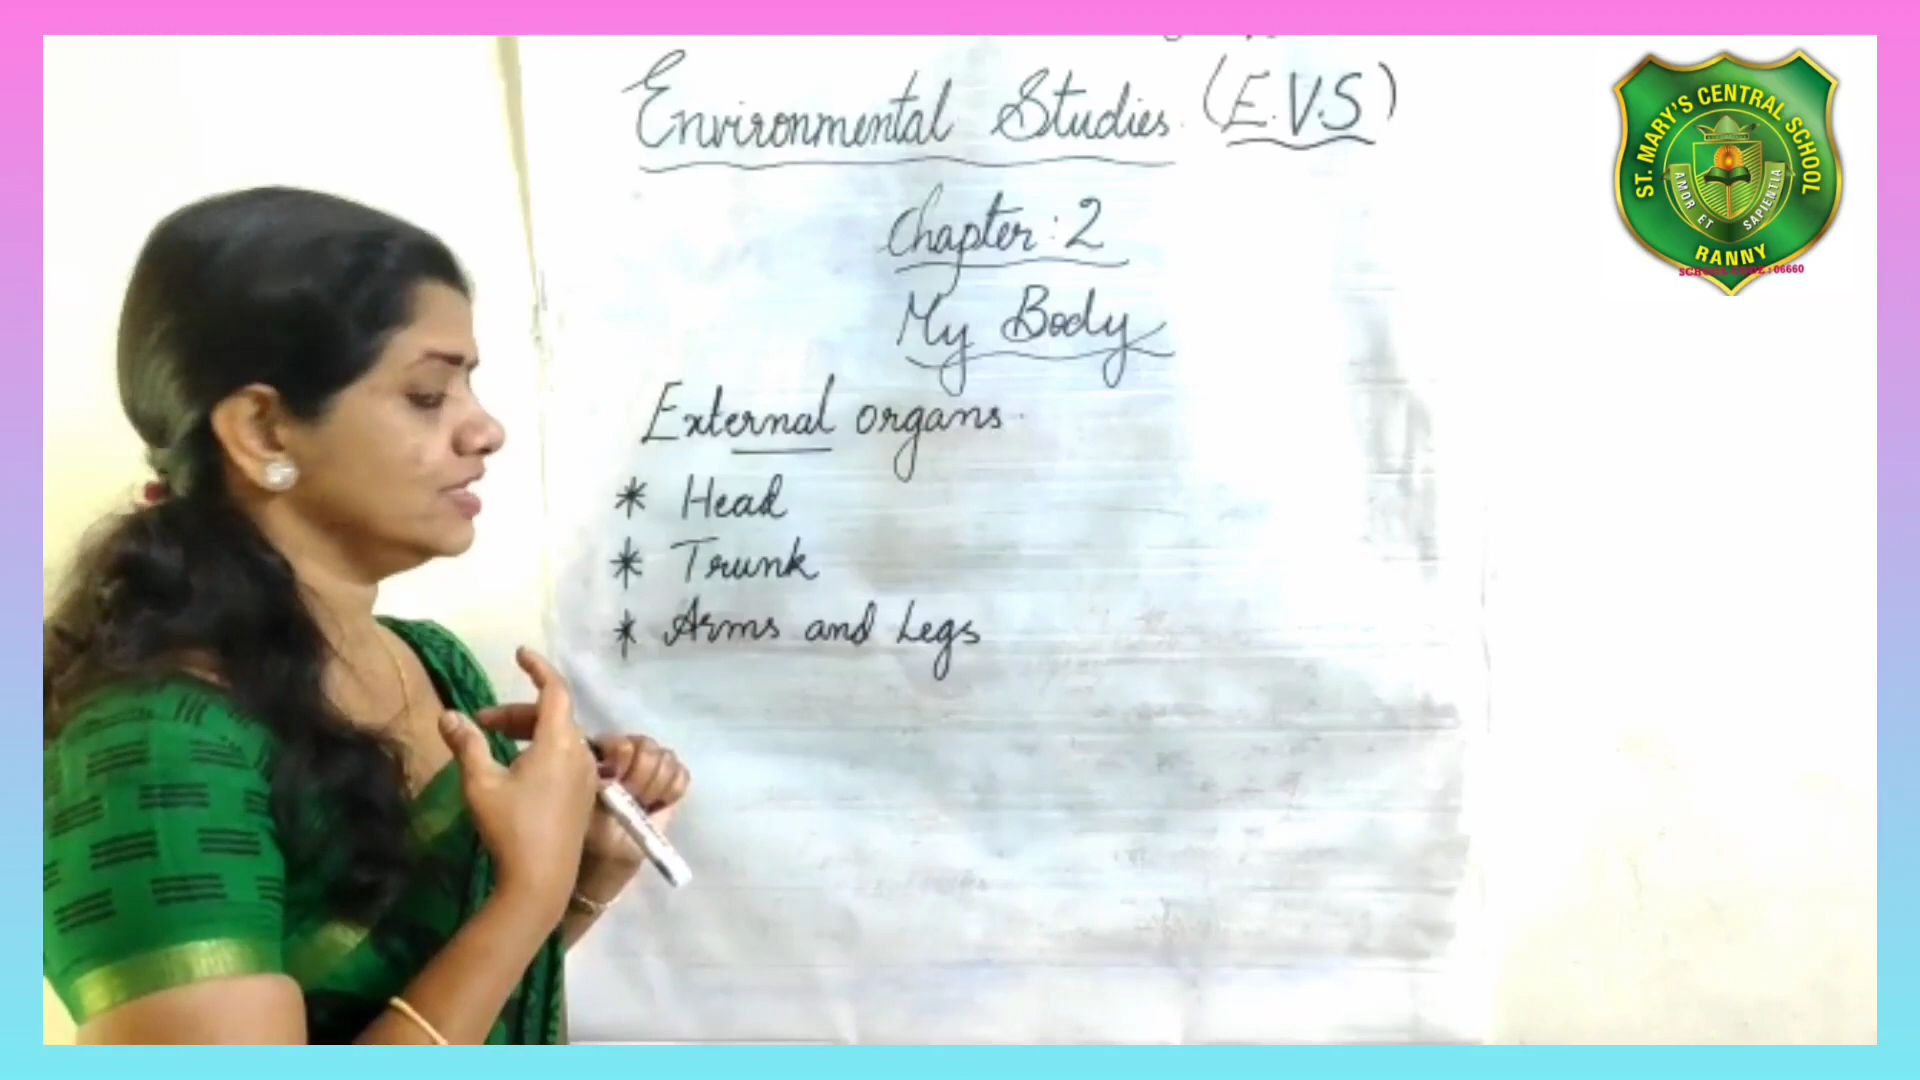 Environmental Studies. (E.V.S)
Chapter : 2
My Body
External organs.
* Head
* Trunk
* Arms and Legs
ST. MARY'S CENTRAL SCHOOL
AMOR ET SAPIENTIA
RANNY
06660